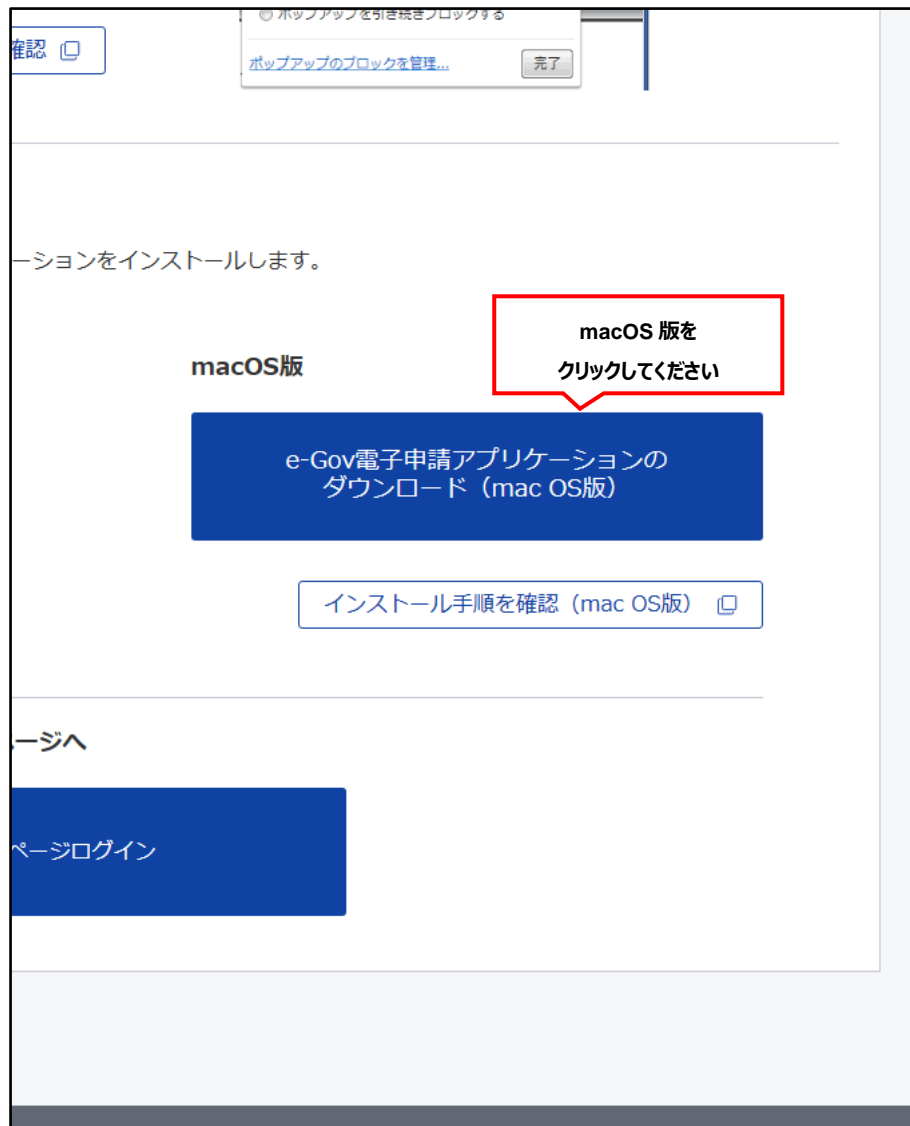 ポップアップを引き続きブロックする
確認
ポップアップのブロックを管理...
完了
ーションをインストールします。
macOS 版を
クリックしてください
macOS版
e-Gov電子申請アプリケーションの
ダウンロード（mac OS版）
インストール手順を確認（mac OS版）
ページへ
ページログイン